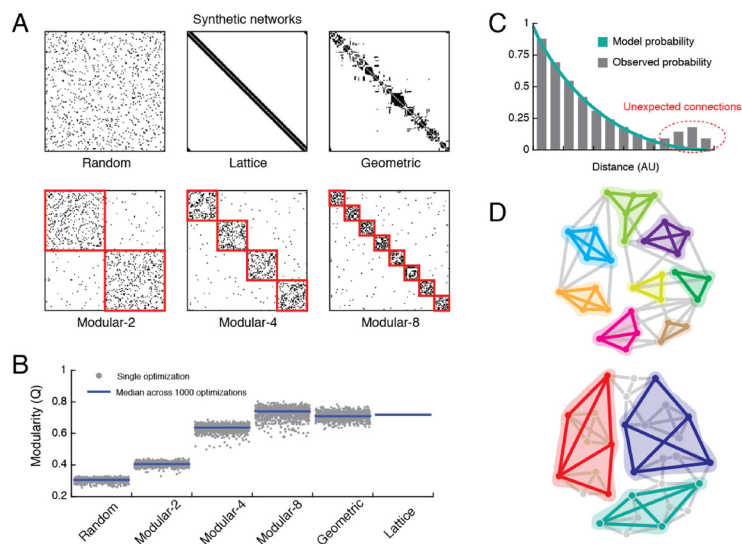 A
Synthetic networks
Random
Lattice
Geometric
Modular-2
Modular-4
Modular-8
B
Modularity (Q)
1
0.8
0.6
0.4
0.2
Single optimization
Median across 1000 optimizations
Random
Modular-2
Modular-4
Modular-8
Geometric
Lattice
C
1
0.75
0.5
0.25
0
Model probability
Observed probability
Unexpected connections
Distance (AU)
D